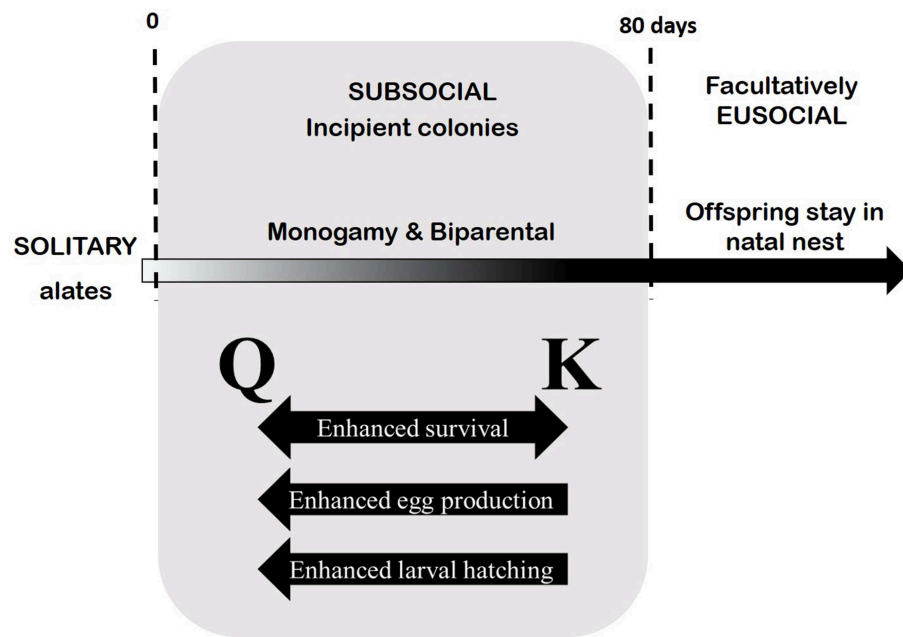 0
80 days
SUBSOCIAL
Incipient colonies
Facultatively
EUSOCIAL
Monogamy & Biparental
Offspring stay in
natal nest
SOLITARY
alates
Q
K
Enhanced survival
Enhanced egg production
Enhanced larval hatching